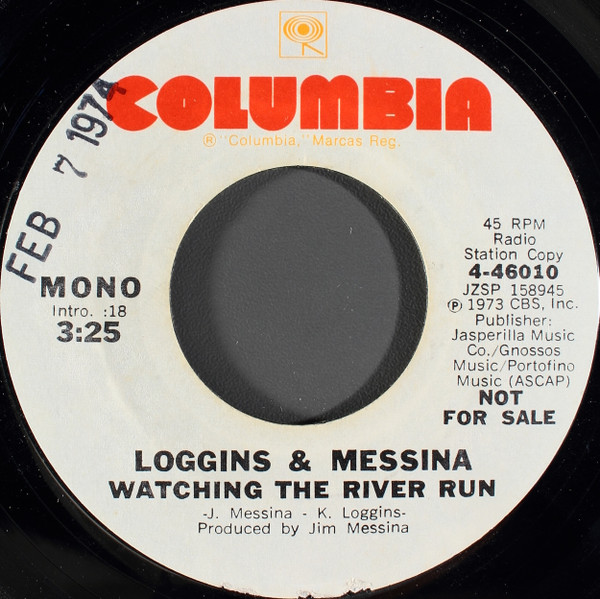 COLUMBIA
® "Columbia," Marcas Reg.
FEB 7 1974
MONO
Intro. :18
3:25
45 RPM
Radio
Station Copy
4-46010
JZSP 158945
℗ 1973 CBS, Inc.
Publisher:
Jasperilla Music
Co./Gnossos
Music/Portofino
Music (ASCAP)
NOT
FOR SALE
LOGGINS & MESSINA
WATCHING THE RIVER RUN
-J. Messina - K. Loggins-
Produced by Jim Messina